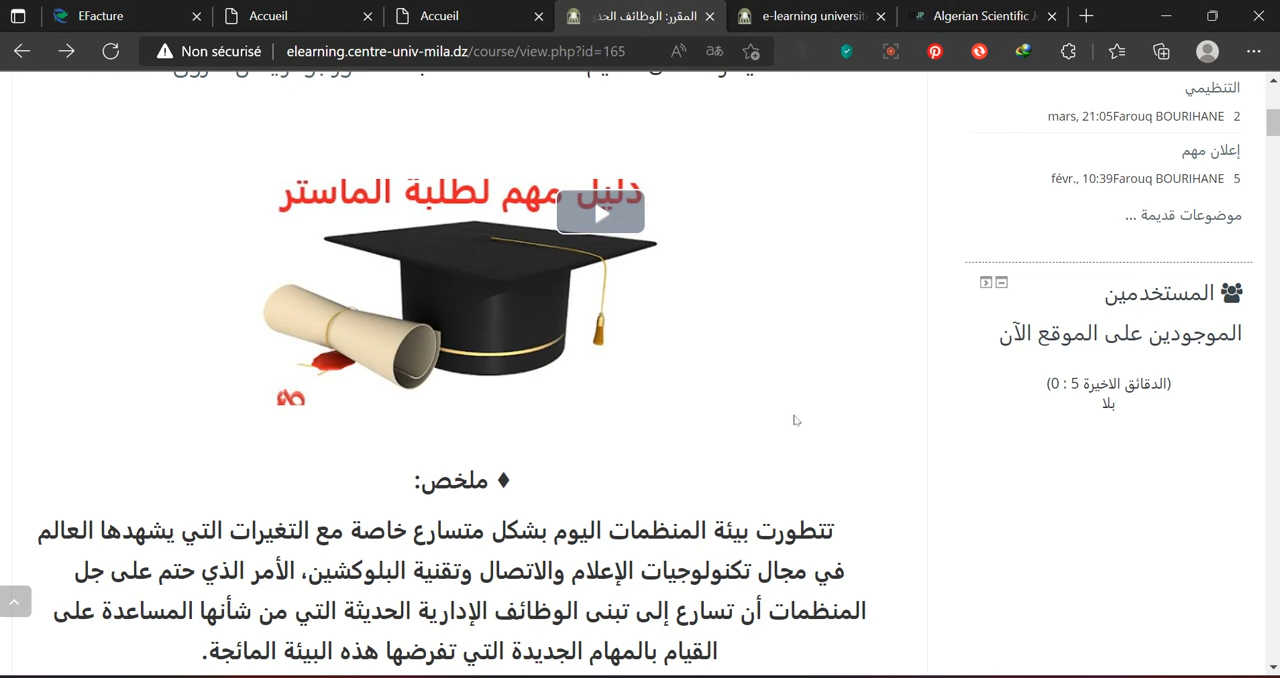 EFacture
Accueil
Accueil
المقرر: الوظائف الحدي
e-learning universit
Algerian Scientific J
Non sécurisé
elearning.centre-univ-mila.dz/course/view.php?id=165
التنظيمي
2 mars, 21:05Farouq BOURIHANE
إعلان مهم
5 févr., 10:39Farouq BOURIHANE
موضوعات قديمة ...
المستخدمين
الموجودين على الموقع الآن
(الدقائق الاخيرة 5 : 0)
بلا
دليل مهم لطلبة الماستر
♦ ملخص:
تتطورت بيئة المنظمات اليوم بشكل متسارع خاصة مع التغيرات التي يشهدها العالم
في مجال تكنولوجيات الإعلام والاتصال وتقنية البلوكشين، الأمر الذي حتم على جل
المنظمات أن تسارع إلى تبنى الوظائف الإدارية الحديثة التي من شأنها المساعدة على
القيام بالمهام الجديدة التي تفرضها هذه البيئة المائجة.